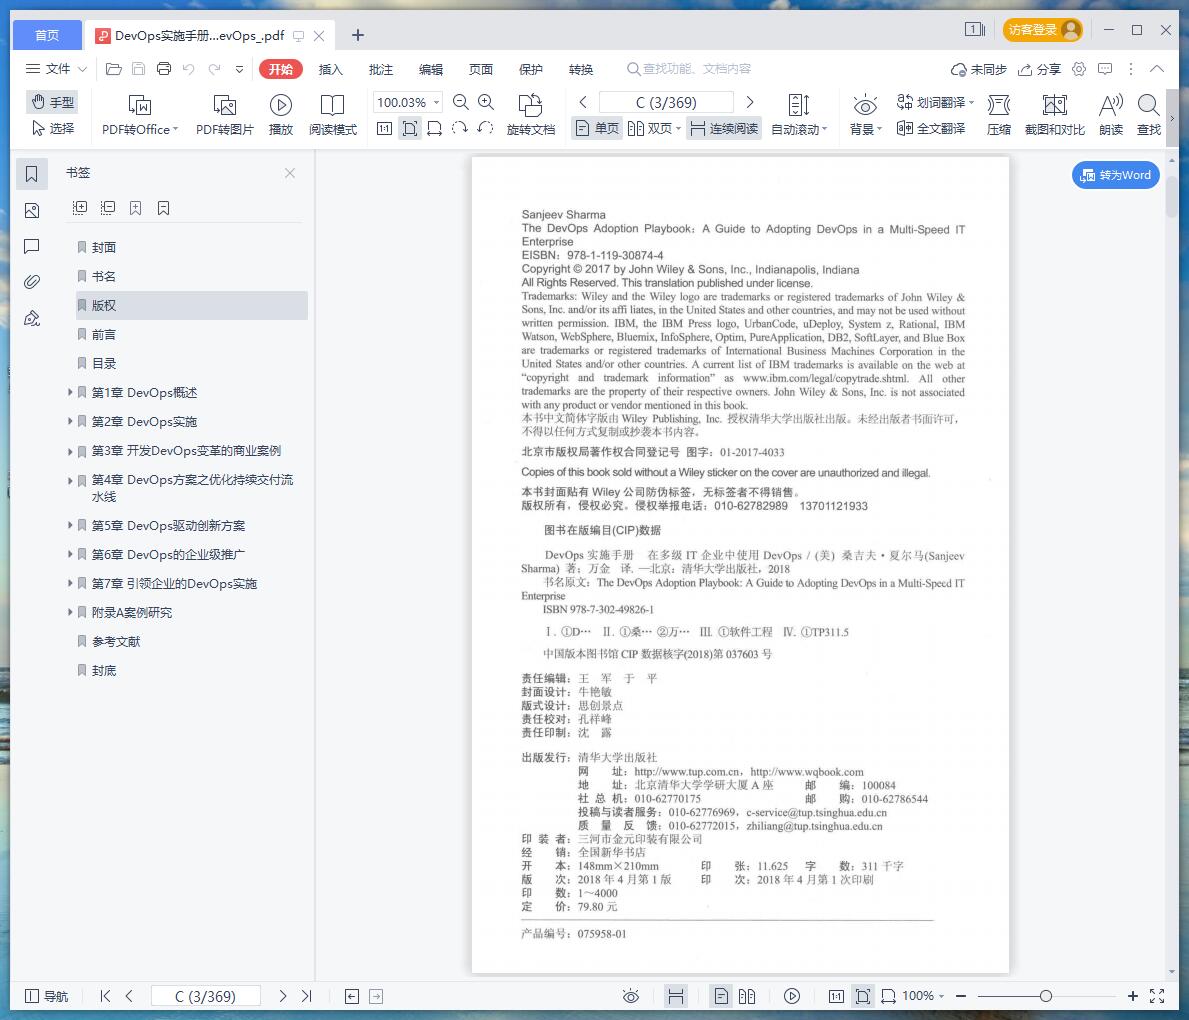 首页
DevOps实施手册...evOps_.pdf
1
访客登录
文件
开始
插入
批注
编辑
页面
保护
转换
查找功能、文档内容
未同步
分享
手型
选择
PDF转Office
PDF转图片
播放
阅读模式
100.03%
1:1
旋转文档
C (3/369)
单页
双页
连续阅读
自动滚动
背景
划词翻译
全文翻译
压缩
截图和对比
朗读
查找
书签
转为Word
封面
书名
版权
前言
目录
第1章 DevOps概述
第2章 DevOps实施
第3章 开发DevOps变革的商业案例
第4章 DevOps方案之优化持续交付流
水线
第5章 DevOps驱动创新方案
第6章 DevOps的企业级推广
第7章 引领企业的DevOps实施
附录A案例研究
参考文献
封底
Sanjeev Sharma
The DevOps Adoption Playbook: A Guide to Adopting DevOps in a Multi-Speed IT
Enterprise
EISBN: 978-1-119-30874-4
Copyright © 2017 by John Wiley & Sons, Inc., Indianapolis, Indiana
All Rights Reserved. This translation published under license.
Trademarks: Wiley and the Wiley logo are trademarks or registered trademarks of John Wiley &
Sons, Inc. and/or its affi liates, in the United States and other countries, and may not be used without
written permission. IBM, the IBM Press logo, UrbanCode, uDeploy, System z, Rational, IBM
Watson, WebSphere, Bluemix, InfoSphere, Optim, PureApplication, DB2, SoftLayer, and Blue Box
are trademarks or registered trademarks of International Business Machines Corporation in the
United States and/or other countries. A current list of IBM trademarks is available on the web at
“copyright and trademark information” as www.ibm.com/legal/copytrade.shtml. All other
trademarks are the property of their respective owners. John Wiley & Sons, Inc. is not associated
with any product or vendor mentioned in this book.
本书中文简体字版由 Wiley Publishing, Inc. 授权清华大学出版社出版。未经出版者书面许可，
不得以任何方式复制或抄袭本书内容。
北京市版权局著作权合同登记号 图字：01-2017-4033
Copies of this book sold without a Wiley sticker on the cover are unauthorized and illegal.
本书封面贴有 Wiley 公司防伪标签，无标签者不得销售。
版权所有，侵权必究。侵权举报电话：010-62782989 13701121933
图书在版编目(CIP)数据
DevOps 实施手册 在多级 IT 企业中使用 DevOps / (美) 桑吉夫·夏尔马(Sanjeev
Sharma) 著；万金 译. —北京：清华大学出版社，2018
书名原文：The DevOps Adoption Playbook: A Guide to Adopting DevOps in a Multi-Speed IT
Enterprise
ISBN 978-7-302-49826-1
Ⅰ. ①D… Ⅱ. ①桑… ②万… Ⅲ. ①软件工程 Ⅳ. ①TP311.5
中国版本图书馆 CIP 数据核字(2018)第 037603 号
责任编辑：王 军 于 平
封面设计：牛艳敏
版式设计：思创景点
责任校对：孔祥峰
责任印制：沈 露
出版发行：清华大学出版社
网 址：http://www.tup.com.cn，http://www.wqbook.com
地 址：北京清华大学学研大厦 A 座 邮 编：100084
社 总 机：010-62770175 邮 购：010-62786544
投稿与读者服务：010-62776969，c-service@tup.tsinghua.edu.cn
质 量 反 馈：010-62772015，zhiliang@tup.tsinghua.edu.cn
印 装 者：三河市金元印装有限公司
经 销：全国新华书店
开 本：148mm×210mm 印 张：11.625 字 数：311 千字
版 次：2018 年 4 月第 1 版 印 次：2018 年 4 月第 1 次印刷
印 数：1～4000
定 价：79.80 元
产品编号：075958-01
导航
C (3/369)
1:1
100%